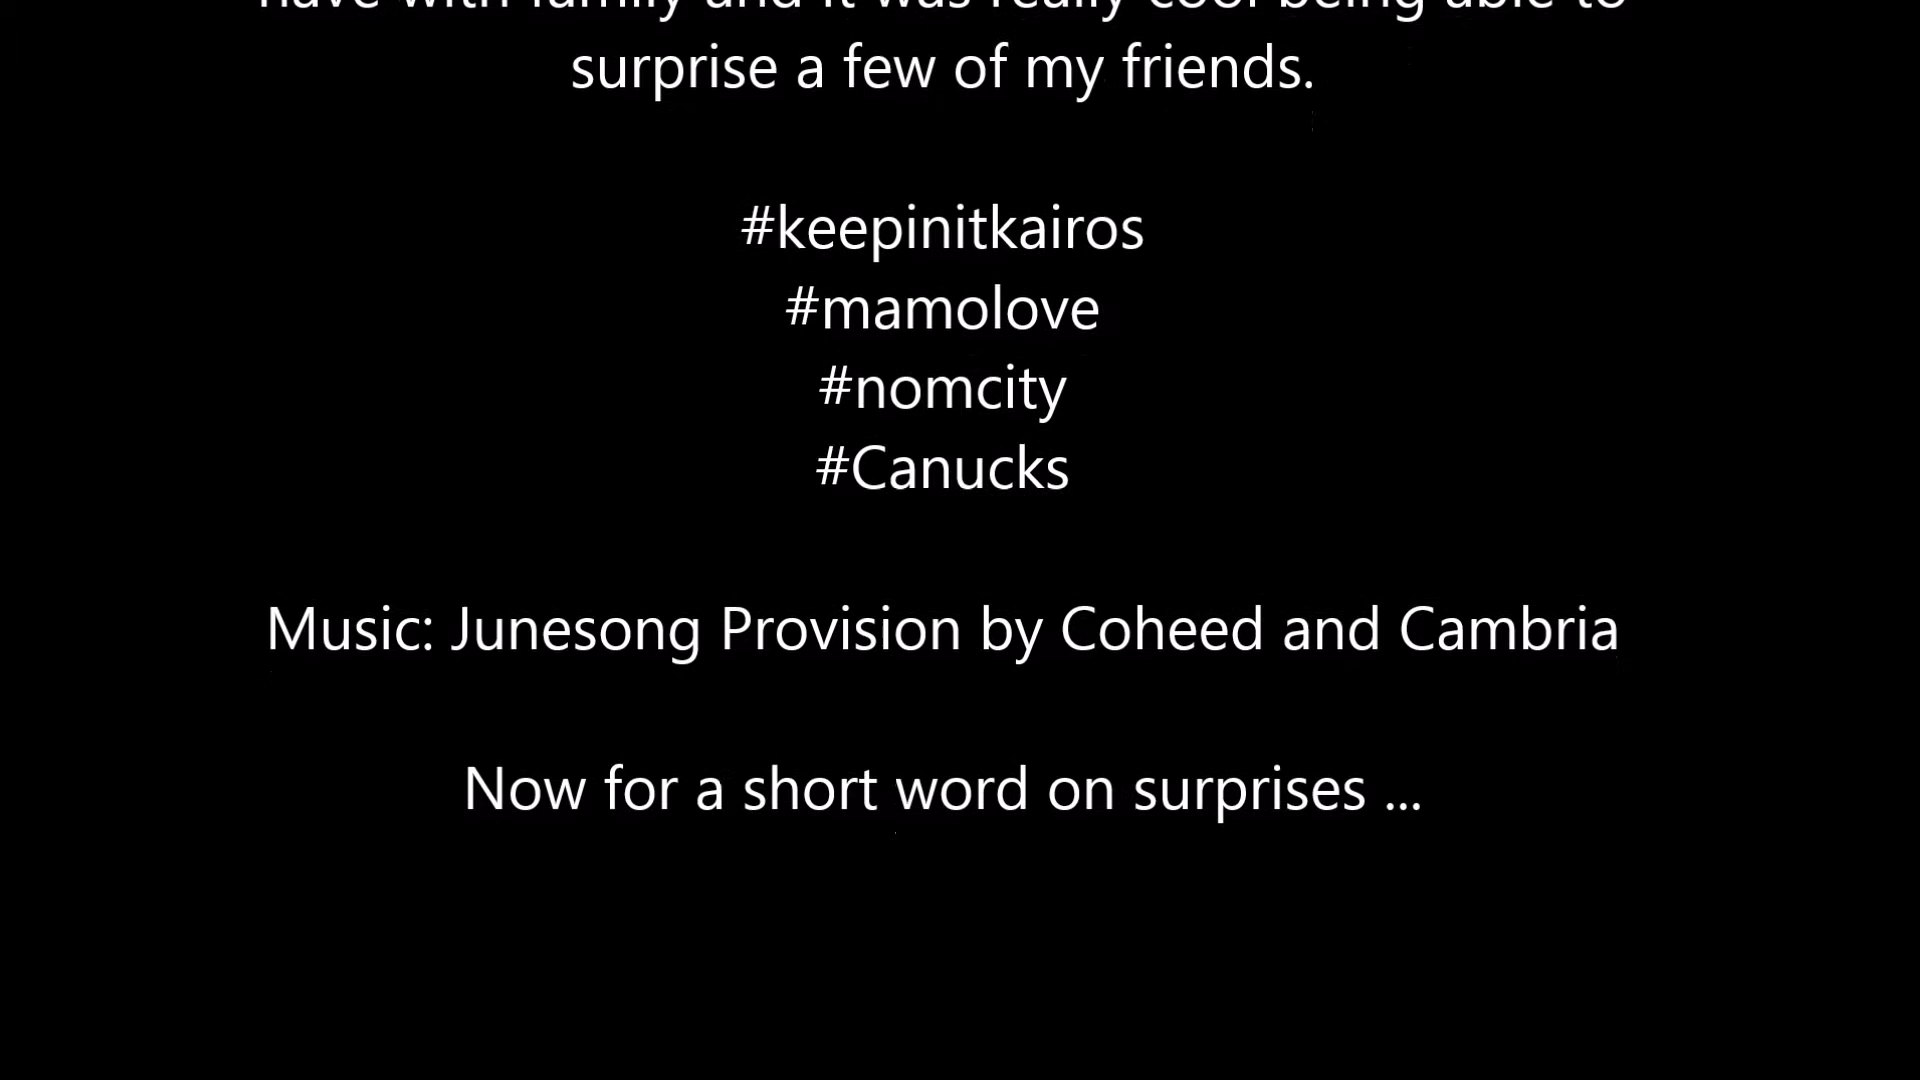 have with family and it was really cool being able to
surprise a few of my friends.
#keepinitkairos
#mamolove
#nomcity
#Canucks
Music: Junesong Provision by Coheed and Cambria
Now for a short word on surprises ...